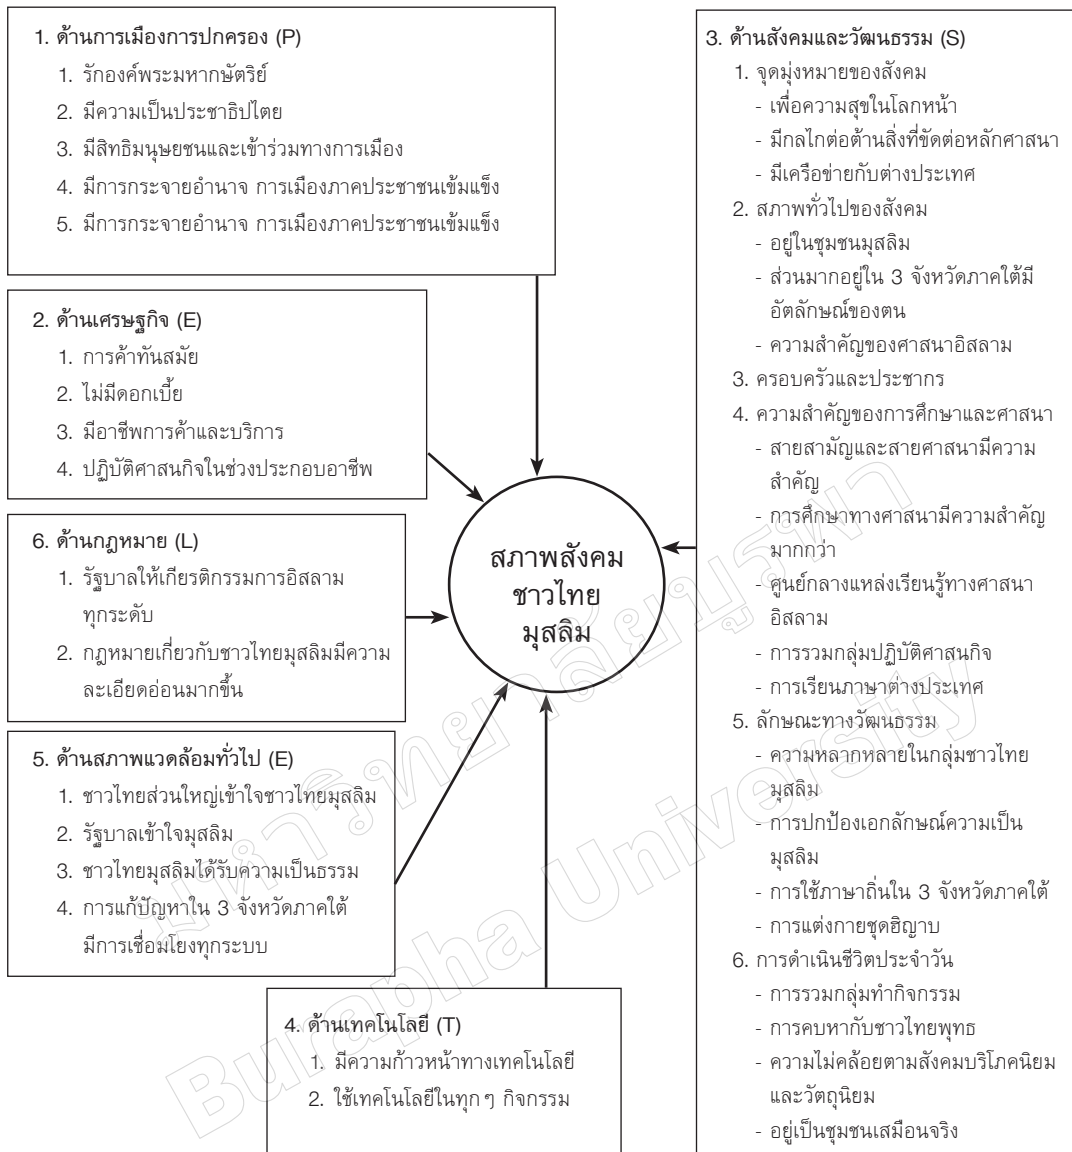 1. ด้านการเมืองการปกครอง (P)
1. รักองค์พระมหากษัตริย์
2. มีความเป็นประชาธิปไตย
3. มีสิทธิมนุษยชนและเข้าร่วมทางการเมือง
4. มีการกระจายอำนาจ การเมืองภาคประชาชนเข้มแข็ง
5. มีการกระจายอำนาจ การเมืองภาคประชาชนเข้มแข็ง
2. ด้านเศรษฐกิจ (E)
1. การค้าทันสมัย
2. ไม่มีดอกเบี้ย
3. มีอาชีพการค้าและบริการ
4. ปฏิบัติศาสนกิจในช่วงประกอบอาชีพ
6. ด้านกฎหมาย (L)
1. รัฐบาลให้เกียรติกรรมการอิสลาม
ทุกระดับ
2. กฎหมายเกี่ยวกับชาวไทยมุสลิมมีความ
ละเอียดอ่อนมากขึ้น
5. ด้านสภาพแวดล้อมทั่วไป (E)
1. ชาวไทยส่วนใหญ่เข้าใจชาวไทยมุสลิม
2. รัฐบาลเข้าใจมุสลิม
3. ชาวไทยมุสลิมได้รับความเป็นธรรม
4. การแก้ปัญหาใน 3 จังหวัดภาคใต้
มีการเชื่อมโยงทุกระบบ
4. ด้านเทคโนโลยี (T)
1. มีความก้าวหน้าทางเทคโนโลยี
2. ใช้เทคโนโลยีในทุกๆ กิจกรรม
สภาพสังคม
ชาวไทย
มุสลิม
3. ด้านสังคมและวัฒนธรรม (S)
1. จุดมุ่งหมายของสังคม
- เพื่อความสุขในโลกหน้า
- มีกลไกต่อต้านสิ่งที่ขัดต่อหลักศาสนา
- มีเครือข่ายกับต่างประเทศ
2. สภาพทั่วไปของสังคม
- อยู่ในชุมชนมุสลิม
- ส่วนมากอยู่ใน 3 จังหวัดภาคใต้มี
อัตลักษณ์ของตน
- ความสำคัญของศาสนาอิสลาม
3. ครอบครัวและประชากร
4. ความสำคัญของการศึกษาและศาสนา
- สายสามัญและสายศาสนามีความ
สำคัญ
- การศึกษาทางศาสนามีความสำคัญ
มากกว่า
- ศูนย์กลางแหล่งเรียนรู้ทางศาสนา
อิสลาม
- การรวมกลุ่มปฏิบัติศาสนกิจ
- การเรียนภาษาต่างประเทศ
5. ลักษณะทางวัฒนธรรม
- ความหลากหลายในกลุ่มชาวไทย
มุสลิม
- การปกป้องเอกลักษณ์ความเป็น
มุสลิม
- การใช้ภาษาถิ่นใน 3 จังหวัดภาคใต้
- การแต่งกายชุดฮิญาบ
6. การดำเนินชีวิตประจำวัน
- การรวมกลุ่มทำกิจกรรม
- การคบหากับชาวไทยพุทธ
- ความไม่คล้อยตามสังคมบริโภคนิยม
และวัตถุนิยม
- อยู่เป็นชุมชนเสมือนจริง
มหาวิทยาลัยบูรพา
Burapha University